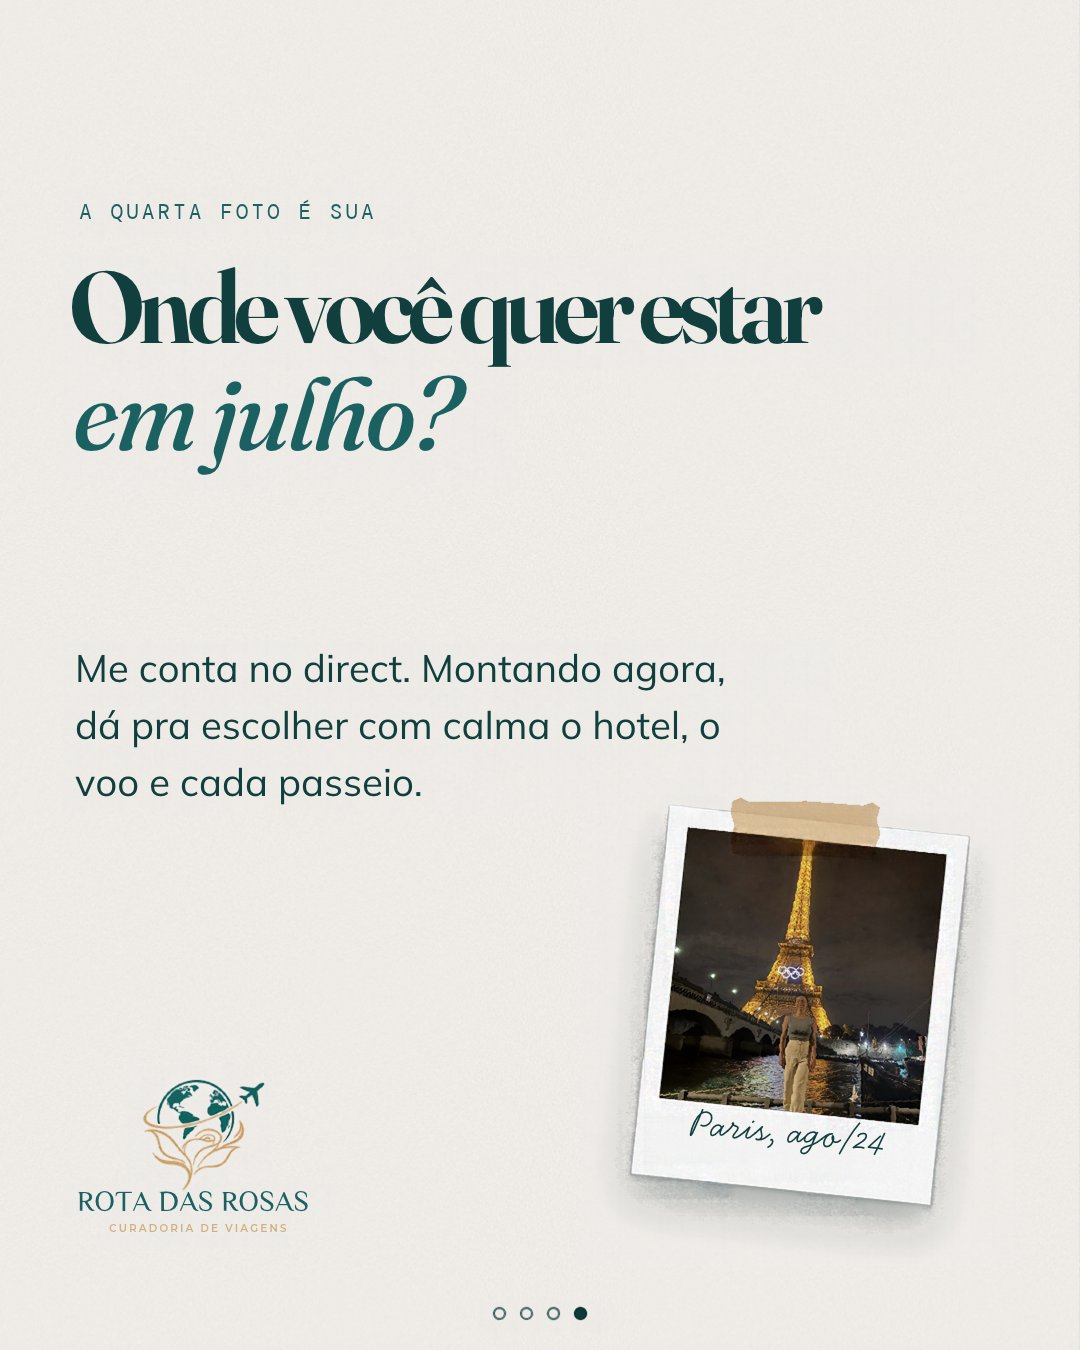 A QUARTA FOTO É SUA
Onde você quer estar
em julho?
Me conta no direct. Montando agora,
dá pra escolher com calma o hotel, o
voo e cada passeio.
Paris, ago/24
ROTA DAS ROSAS
CURADORIA DE VIAGENS